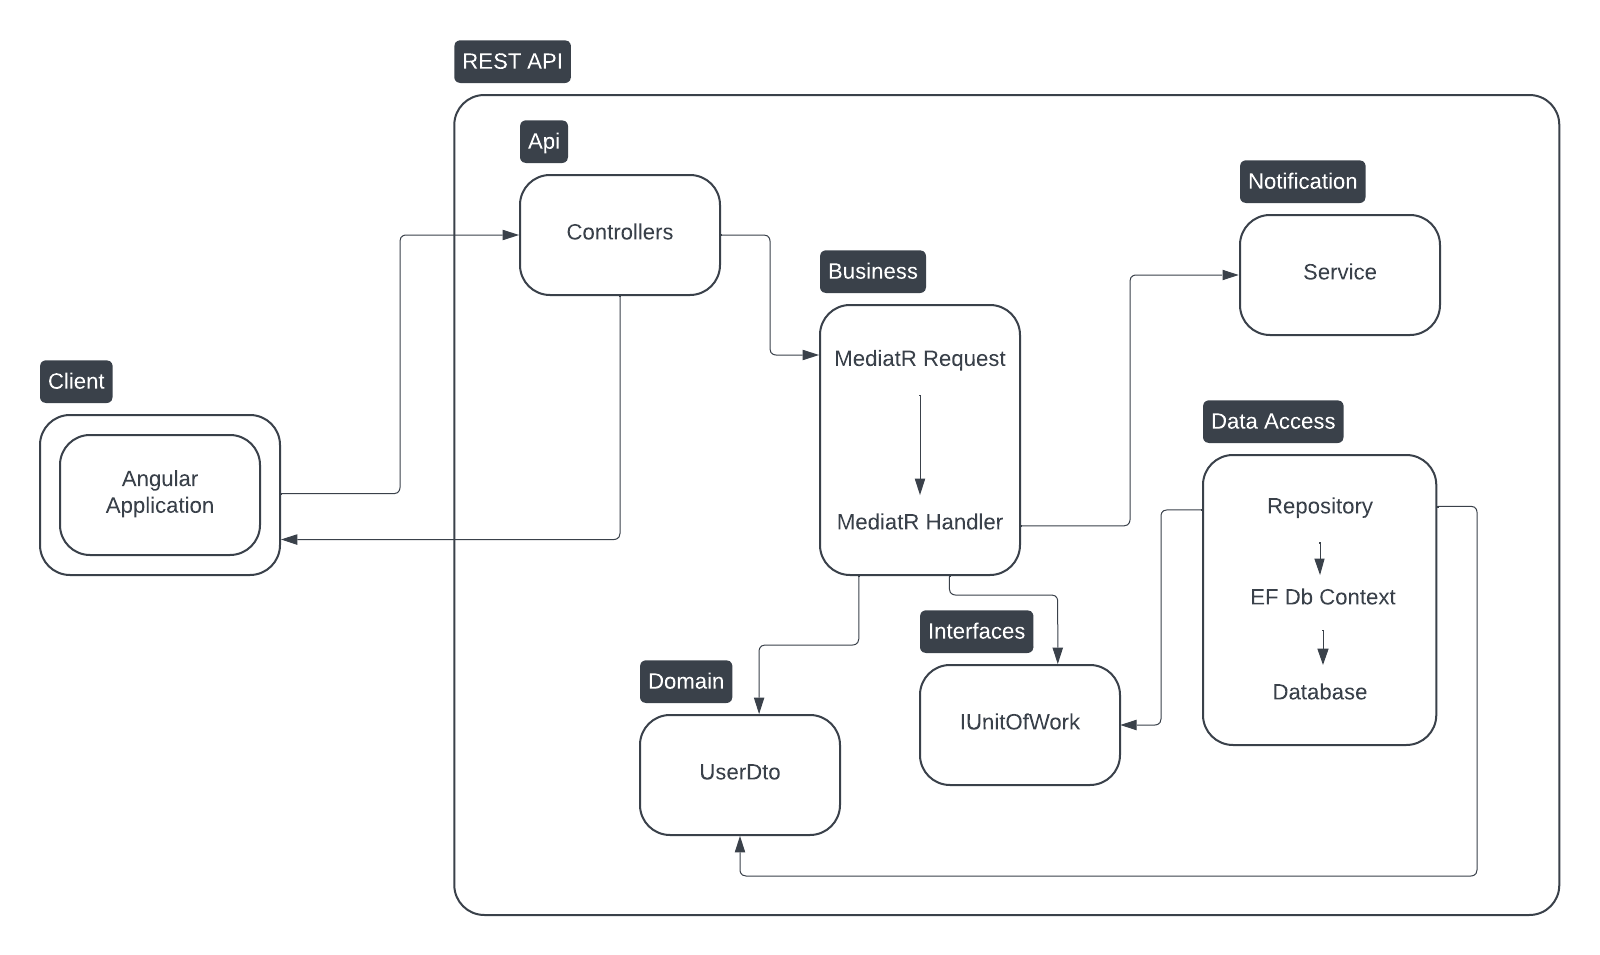 REST API
Api
Controllers
Notification
Service
Business
MediatR Request
MediatR Handler
Client
Angular
Application
Data Access
Repository
EF Db Context
Database
Interfaces
IUnitOfWork
Domain
UserDto